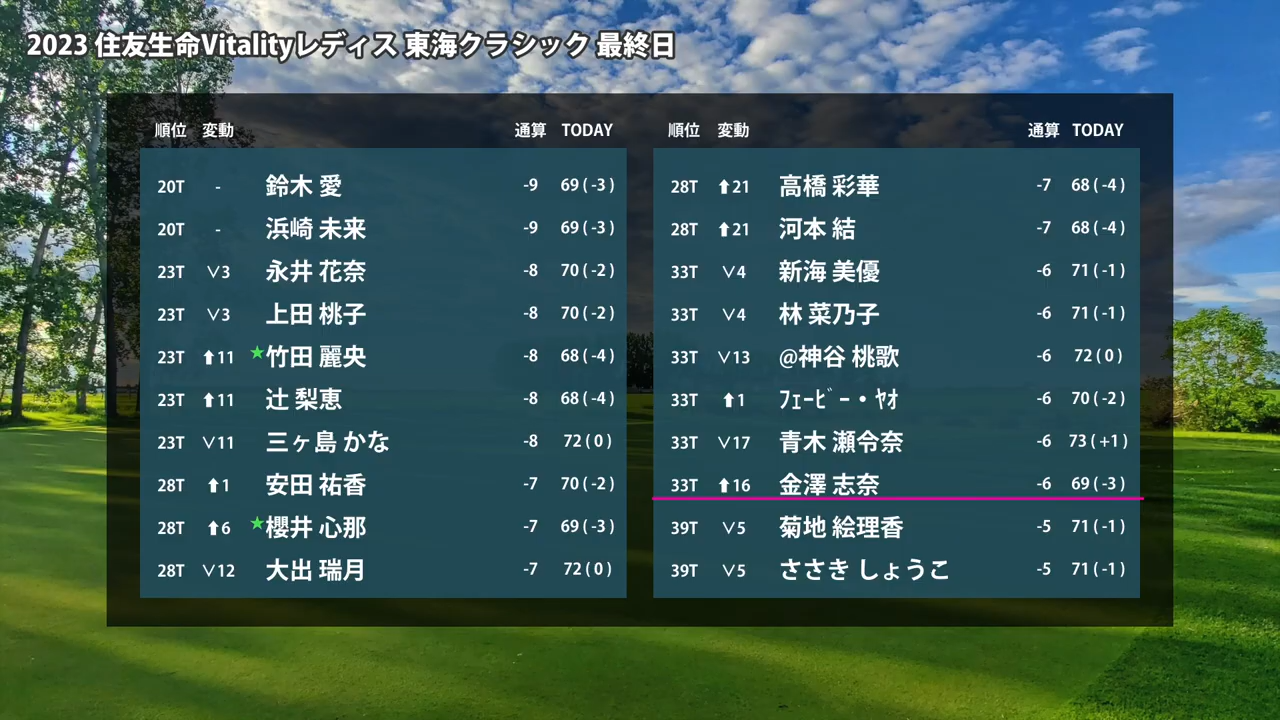 2023 住友生命Vitalityレディス 東海クラシック 最終日
順位 変動 通算 TODAY
20T - 鈴木 愛 -9 69(-3)
20T - 浜崎 未来 -9 69(-3)
23T ∨3 永井 花奈 -8 70(-2)
23T ∨3 上田 桃子 -8 70(-2)
23T ⬆11 ★竹田 麗央 -8 68(-4)
23T ⬆11 辻 梨恵 -8 68(-4)
23T ∨11 三ヶ島 かな -8 72(0)
28T ⬆1 安田 祐香 -7 70(-2)
28T ⬆6 ★櫻井 心那 -7 69(-3)
28T ∨12 大出 瑞月 -7 72(0)
順位 変動 通算 TODAY
28T ⬆21 高橋 彩華 -7 68(-4)
28T ⬆21 河本 結 -7 68(-4)
33T ∨4 新海 美優 -6 71(-1)
33T ∨4 林 菜乃子 -6 71(-1)
33T ∨13 @神谷 桃歌 -6 72(0)
33T ⬆1 ﾌｪｰﾋﾞｰ・ﾔｵ -6 70(-2)
33T ∨17 青木 瀬令奈 -6 73(+1)
33T ⬆16 金澤 志奈 -6 69(-3)
39T ∨5 菊地 絵理香 -5 71(-1)
39T ∨5 ささき しょうこ -5 71(-1)